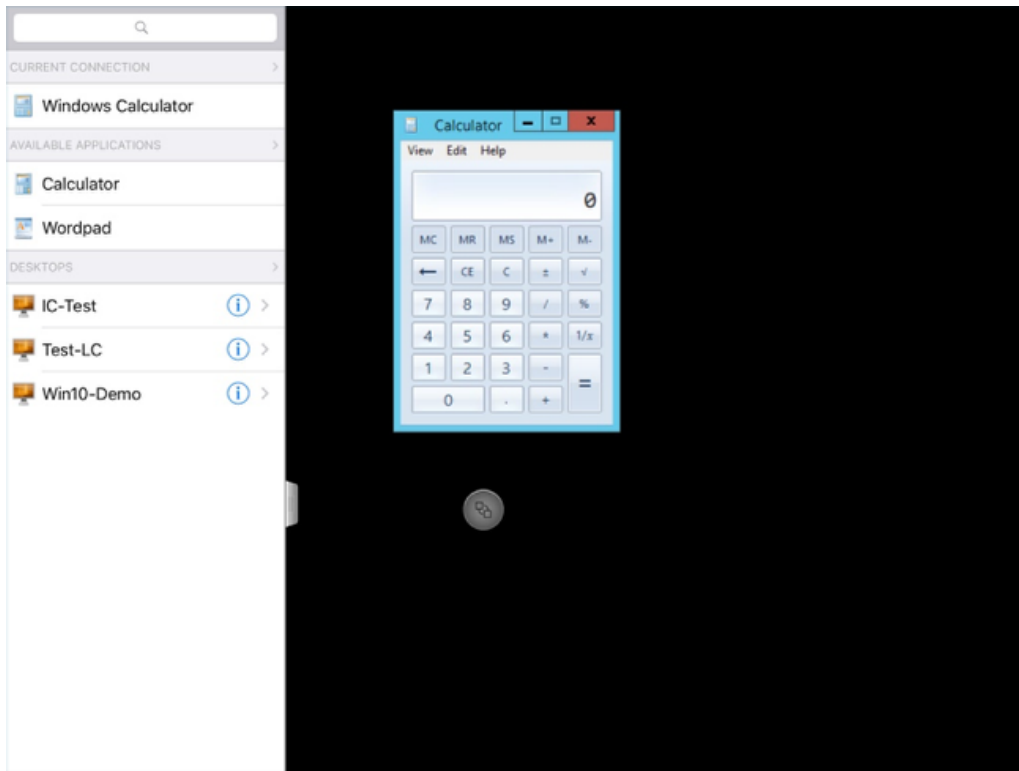 CURRENT CONNECTION
Windows Calculator
AVAILABLE APPLICATIONS
Calculator
Wordpad
DESKTOPS
IC-Test
Test-LC
Win10-Demo
Calculator
View Edit Help
0
MC MR MS M+ M-
← CE C ± √
7 8 9 / %
4 5 6 * 1/x
1 2 3 - =
0 . +